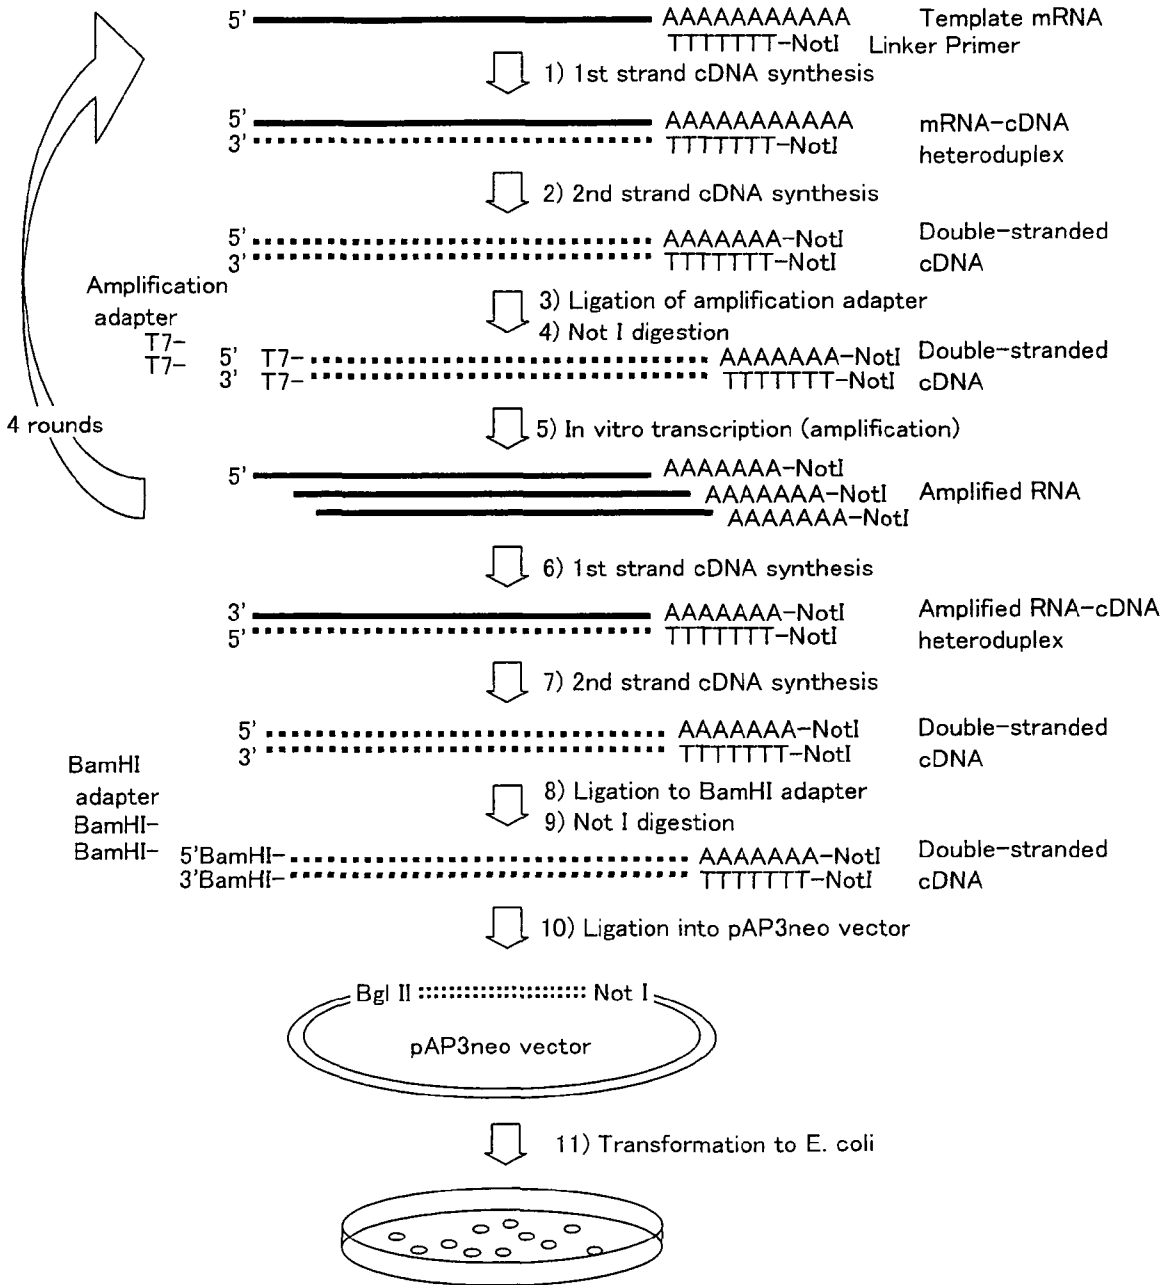 5' AAAAAAAAAAA Template mRNA
TTTTTTT-NotI Linker Primer
1) 1st strand cDNA synthesis
5' AAAAAAAAAAA mRNA-cDNA
3' TTTTTTT-NotI heteroduplex
2) 2nd strand cDNA synthesis
5' AAAAAAA-NotI Double-stranded
3' TTTTTTT-NotI cDNA
Amplification
adapter
T7-
T7-
3) Ligation of amplification adapter
4) Not I digestion
5' T7- AAAAAAA-NotI Double-stranded
3' T7- TTTTTTT-NotI cDNA
4 rounds
5) In vitro transcription (amplification)
5' AAAAAAA-NotI
AAAAAAA-NotI Amplified RNA
AAAAAAA-NotI
6) 1st strand cDNA synthesis
3' AAAAAAA-NotI Amplified RNA-cDNA
5' TTTTTTT-NotI heteroduplex
7) 2nd strand cDNA synthesis
5' AAAAAAA-NotI Double-stranded
3' TTTTTTT-NotI cDNA
BamHI
adapter
BamHI-
BamHI-
8) Ligation to BamHI adapter
9) Not I digestion
5'BamHI- AAAAAAA-NotI Double-stranded
3'BamHI- TTTTTTT-NotI cDNA
10) Ligation into pAP3neo vector
Bgl II Not I
pAP3neo vector
11) Transformation to E. coli